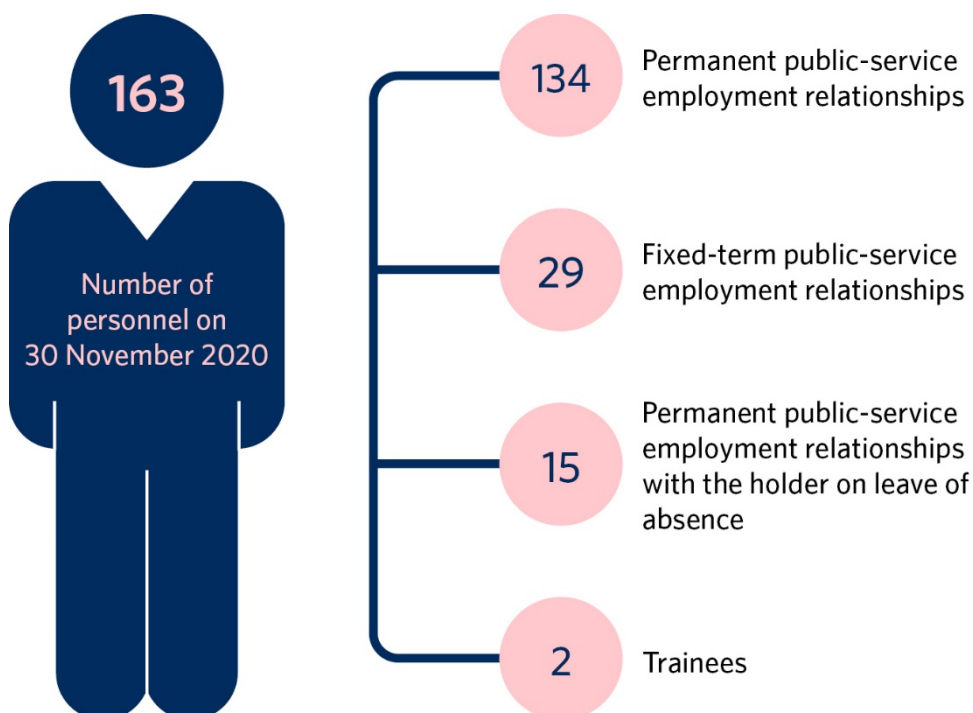 163
Number of
personnel on
30 November 2020
134
Permanent public-service
employment relationships
29
Fixed-term public-service
employment relationships
15
Permanent public-service
employment relationships
with the holder on leave of
absence
2
Trainees